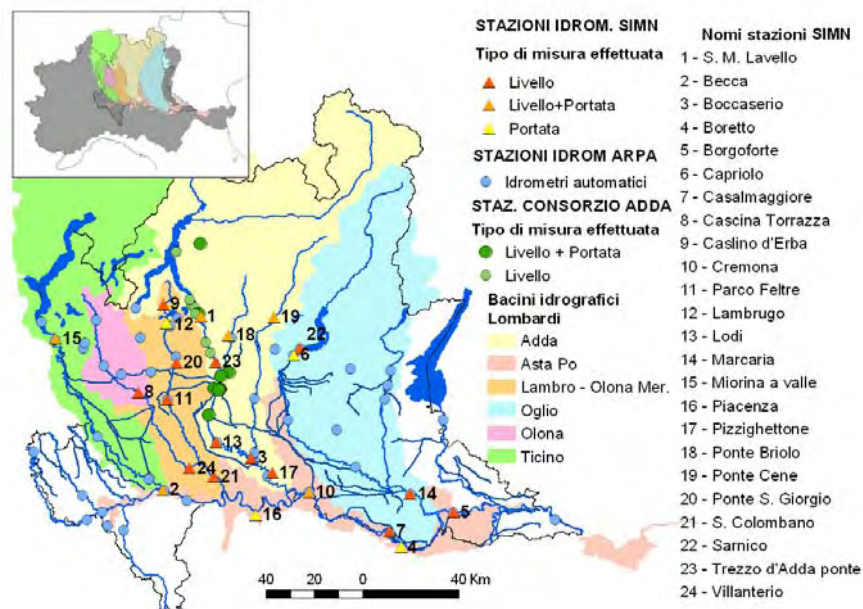 STAZIONI IDROM. SIMN
Tipo di misura effettuata
Livello
Livello+Portata
Portata
STAZIONI IDROM ARPA
Idrometri automatici
STAZ. CONSORZIO ADDA
Tipo di misura effettuata
Livello + Portata
Livello
Bacini idrografici
Lombardi
Adda
Asta Po
Lambro - Olona Mer.
Oglio
Olona
Ticino
Nomi stazioni SIMN
1 - S. M. Lavello
2 - Becca
3 - Boccaserio
4 - Boretto
5 - Borgoforte
6 - Capriolo
7 - Casalmaggiore
8 - Cascina Torrazza
9 - Caslino d'Erba
10 - Cremona
11 - Parco Feltre
12 - Lambrugo
13 - Lodi
14 - Marcaria
15 - Miorina a valle
16 - Piacenza
17 - Pizzighettone
18 - Ponte Briolo
19 - Ponte Cene
20 - Ponte S. Giorgio
21 - S. Colombano
22 - Sarnico
23 - Trezzo d'Adda ponte
24 - Villanterio
9
1
19
12
18
22
15
6
20
23
8
11
13
3
24
21
17
2
10
14
16
5
7
4
40 20 0 40 Km